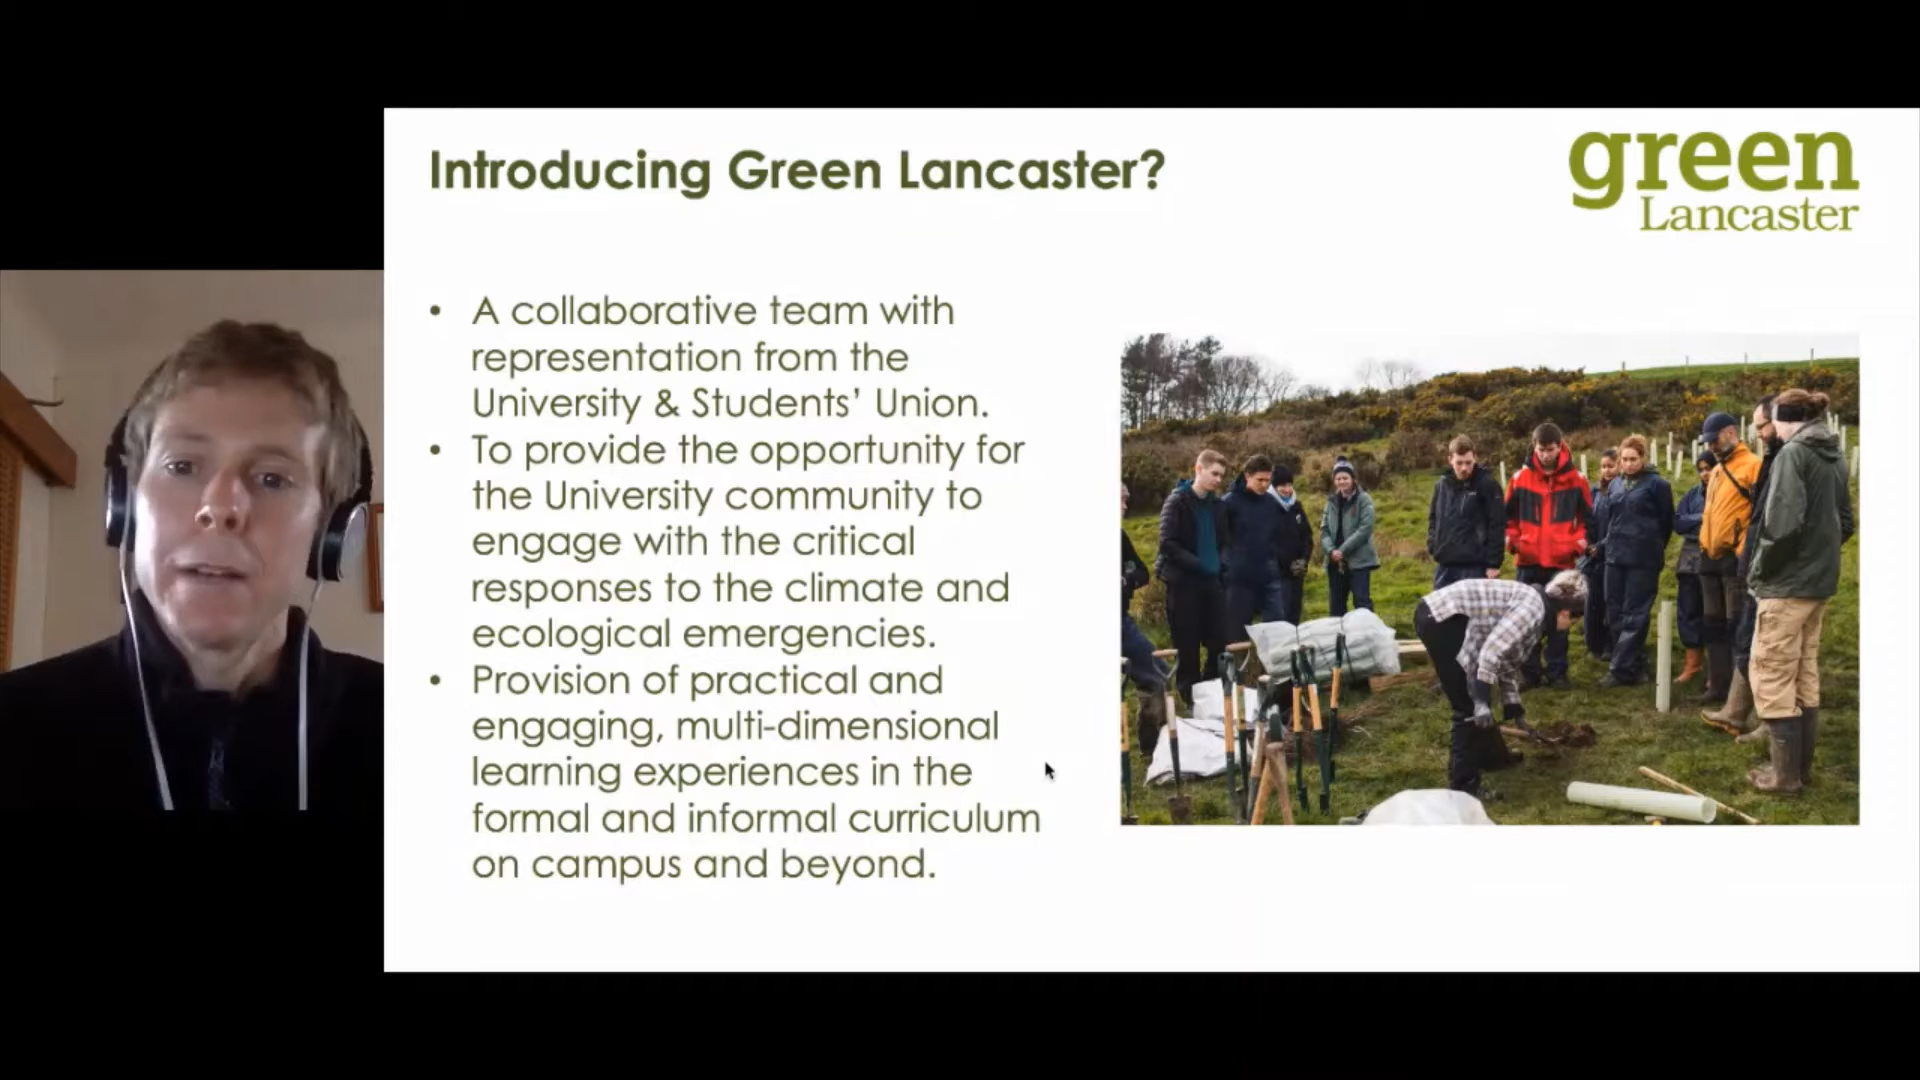 Introducing Green Lancaster?
green
Lancaster
• A collaborative team with
representation from the
University & Students’ Union.
• To provide the opportunity for
the University community to
engage with the critical
responses to the climate and
ecological emergencies.
• Provision of practical and
engaging, multi-dimensional
learning experiences in the
formal and informal curriculum
on campus and beyond.